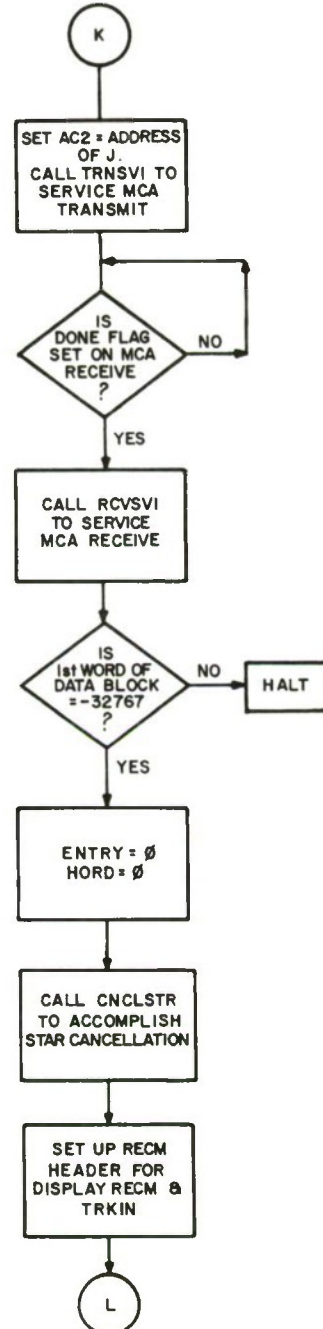 K
SET AC2 = ADDRESS
OF J.
CALL TRNSVI TO
SERVICE MCA
TRANSMIT
IS
DONE FLAG
SET ON MCA
RECEIVE
?
NO
YES
CALL RCVSVI
TO SERVICE
MCA RECEIVE
IS
1st WORD OF
DATA BLOCK
=-32767
?
NO
HALT
YES
ENTRY = Ø
HORD = Ø
CALL CNCLSTR
TO ACCOMPLISH
STAR CANCELLATION
SET UP RECM
HEADER FOR
DISPLAY RECM &
TRKIN
L